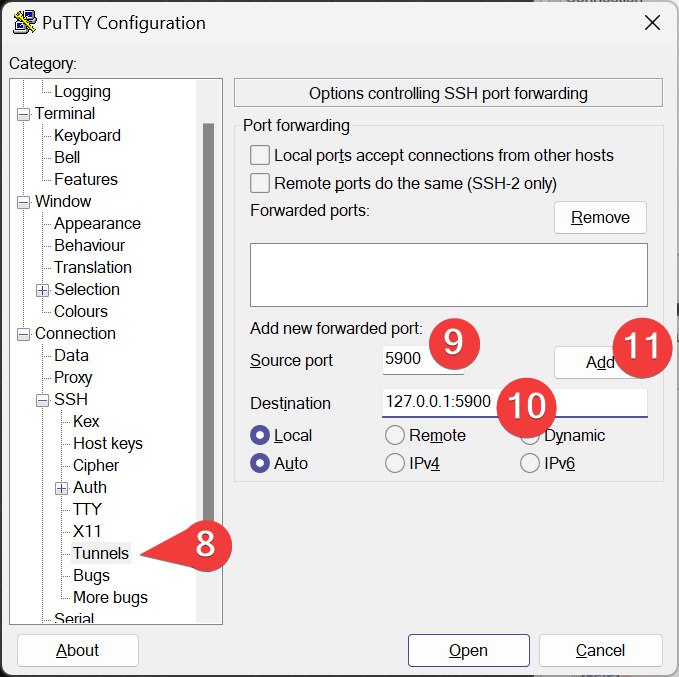 PuTTY Configuration
Category:
Logging
Terminal
Keyboard
Bell
Features
Window
Appearance
Behaviour
Translation
Selection
Colours
Connection
Data
Proxy
SSH
Kex
Host keys
Cipher
Auth
TTY
X11
Tunnels
8
Bugs
More bugs
Serial
Options controlling SSH port forwarding
Port forwarding
Local ports accept connections from other hosts
Remote ports do the same (SSH-2 only)
Forwarded ports:
Remove
Add new forwarded port:
Source port 5900 9 Add 11
Destination 127.0.0.1:5900 10
Local Remote Dynamic
Auto IPv4 IPv6
About Open Cancel